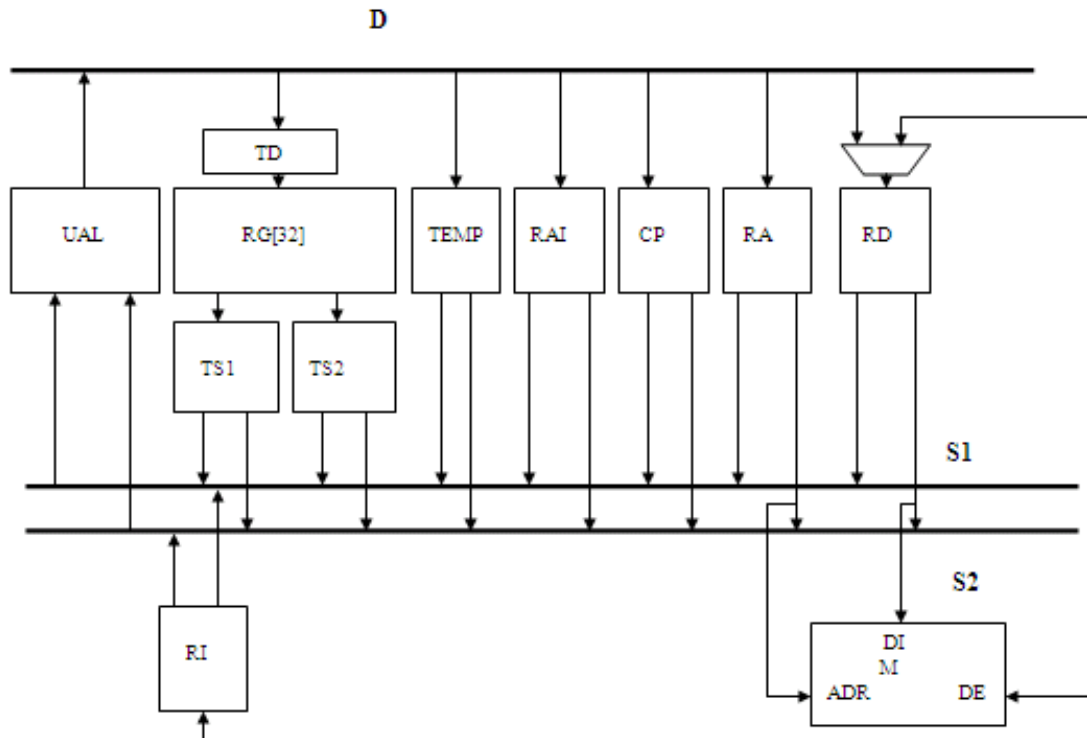 D
TD
UAL
RG[32]
TEMP
RAI
CP
RA
RD
TS1
TS2
S1
S2
RI
DI
M
ADR
DE